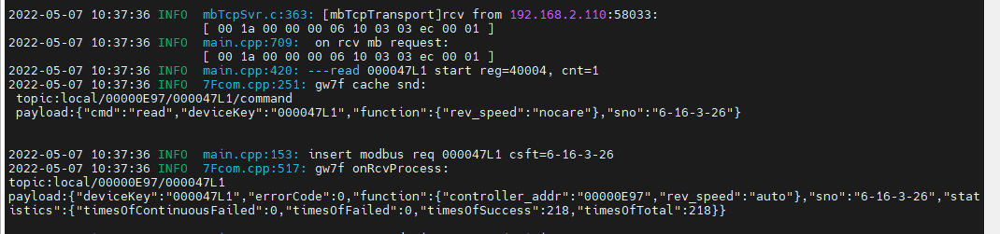 2022-05-07 10:37:36 INFO  mbTcpSvr.c:363: [mbTcpTransport]rcv from 192.168.2.110:58033:
[ 00 1a 00 00 00 06 10 03 03 ec 00 01 ]
2022-05-07 10:37:36 INFO  main.cpp:709:  on rcv mb request:
[ 00 1a 00 00 00 06 10 03 03 ec 00 01 ]
2022-05-07 10:37:36 INFO  main.cpp:420: ---read 000047L1 start reg=40004, cnt=1
2022-05-07 10:37:36 INFO  7Fcom.cpp:251: gw7f cache snd:
topic:local/00000E97/000047L1/command
payload:{"cmd":"read","deviceKey":"000047L1","function":{"rev_speed":"nocare"},"sno":"6-16-3-26"}
2022-05-07 10:37:36 INFO  main.cpp:153: insert modbus req 000047L1 csft=6-16-3-26
2022-05-07 10:37:36 INFO  7Fcom.cpp:517: gw7f onRcvProcess:
topic:local/00000E97/000047L1
payload:{"deviceKey":"000047L1","errorCode":0,"function":{"controller_addr":"00000E97","rev_speed":"auto"},"sno":"6-16-3-26","stat
istics":{"timesOfContinuousFailed":0,"timesOfFailed":0,"timesOfSuccess":218,"timesOfTotal":218}}